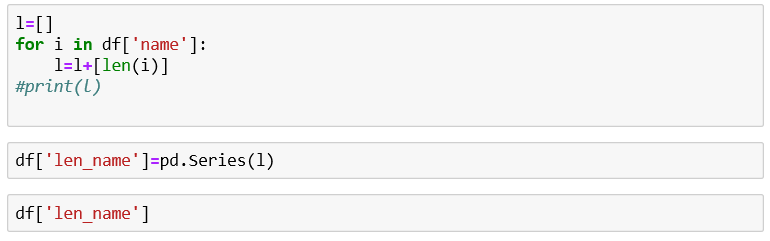 l=[]
for i in df['name']:
    l=l+[len(i)]
#print(l)
df['len_name']=pd.Series(l)
df['len_name']